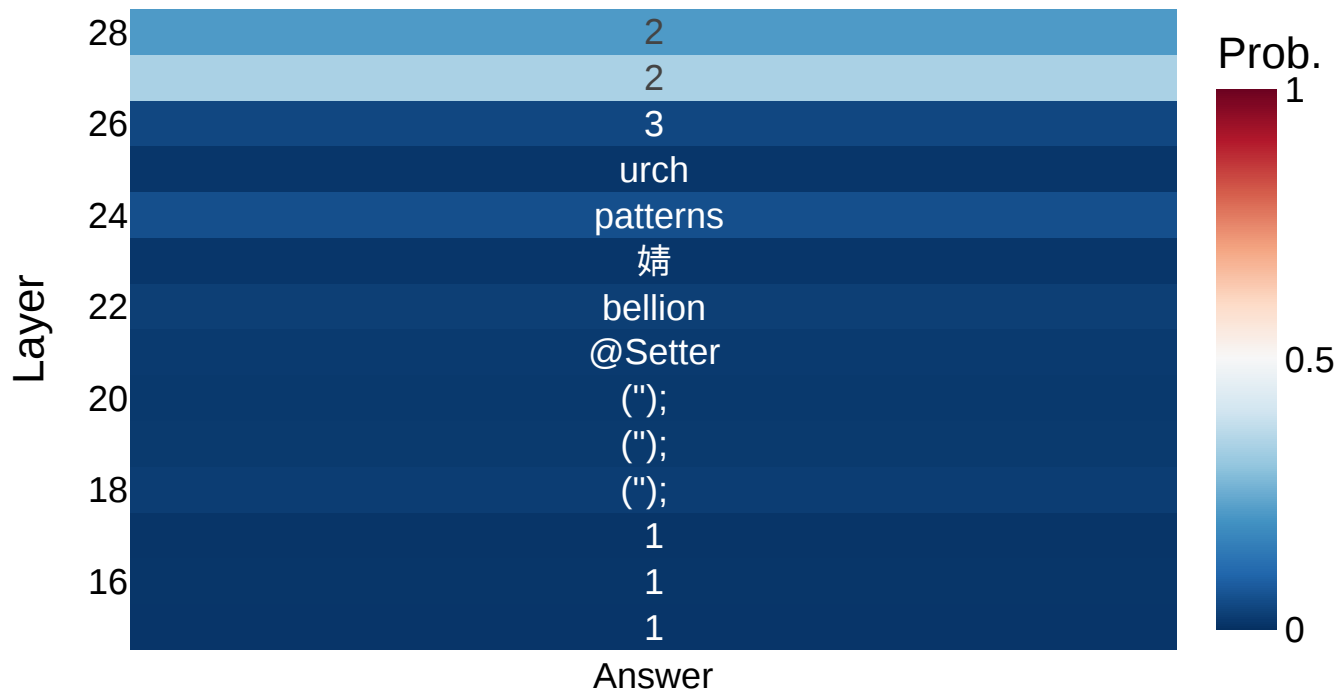 28
2
Prob.
2
1
26
3
urch
24
patterns
婧
22
bellion
@Setter
0.5
20
(");
(");
18
(");
1
16
1
1
0
Layer
Answer